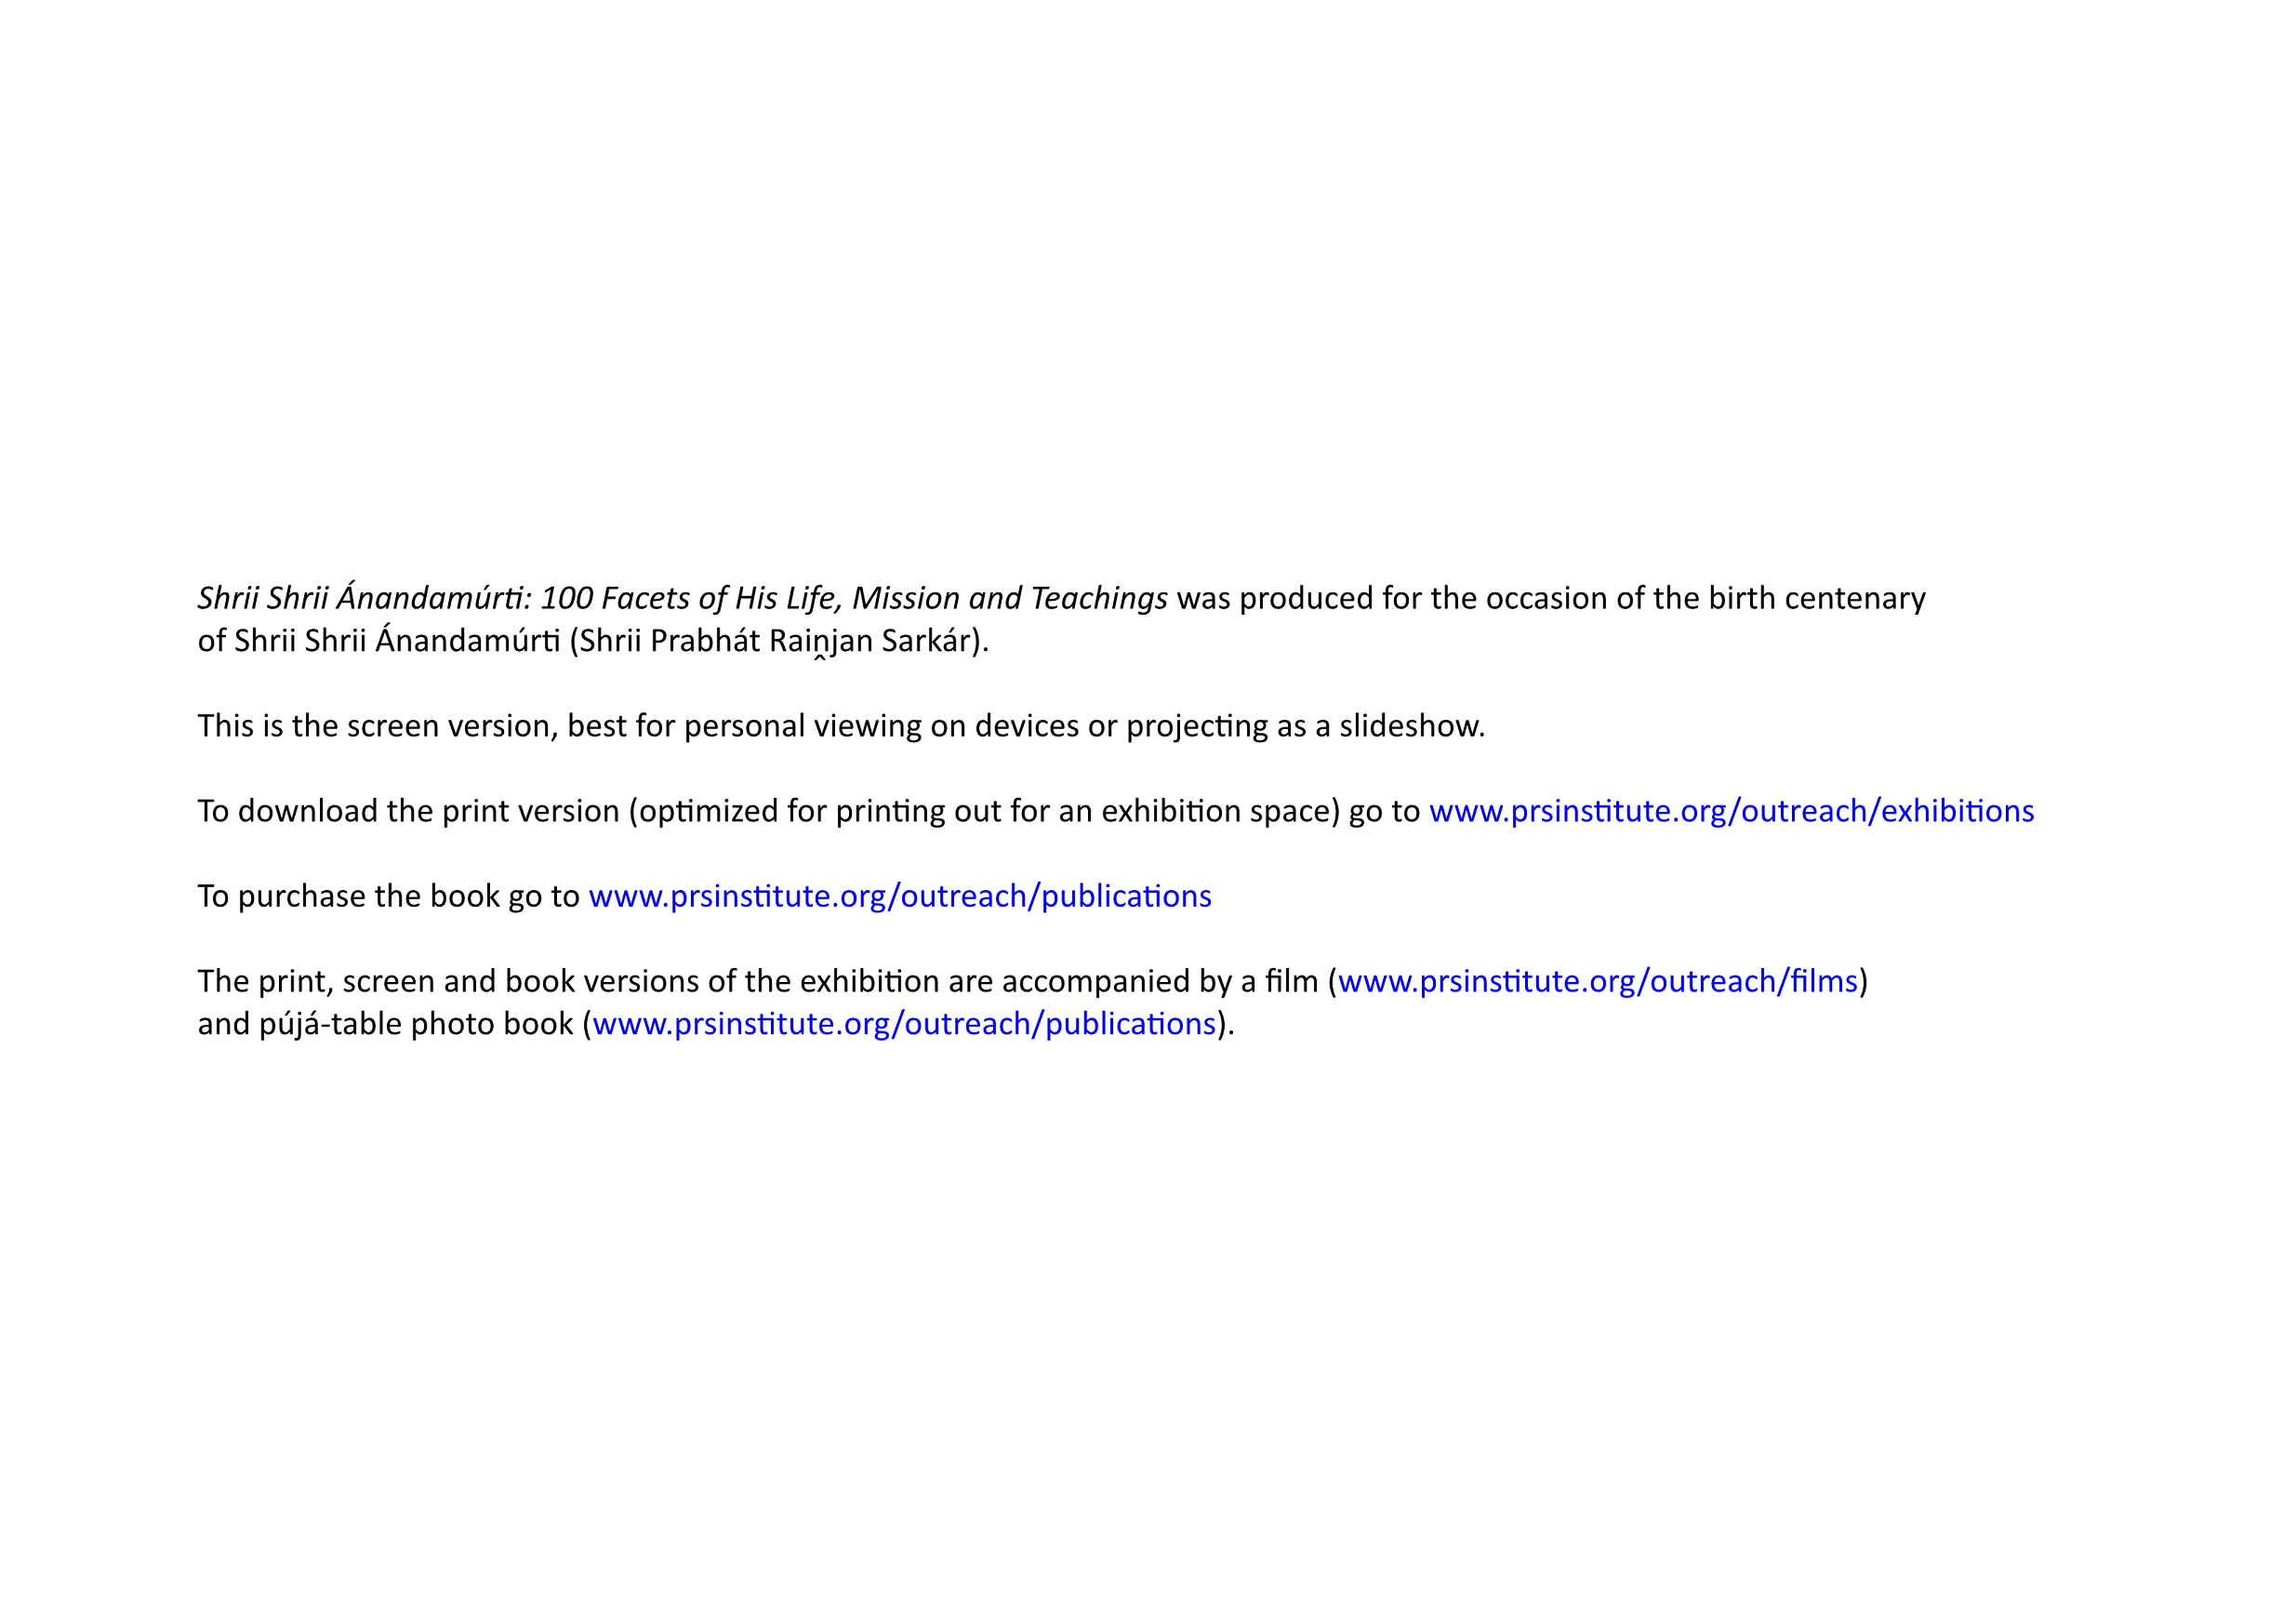 Shrii Shrii Ánandamúrti: 100 Facets of His Life, Mission and Teachings was produced for the occasion of the birth centenary
of Shrii Shrii Ánandamúrti (Shrii Prabhát Raiṋjan Sarkár).
This is the screen version, best for personal viewing on devices or projecting as a slideshow.
To download the print version (optimized for printing out for an exhibition space) go to www.prsinstitute.org/outreach/exhibitions
To purchase the book go to www.prsinstitute.org/outreach/publications
The print, screen and book versions of the exhibition are accompanied by a film (www.prsinstitute.org/outreach/films)
and pújá-table photo book (www.prsinstitute.org/outreach/publications).